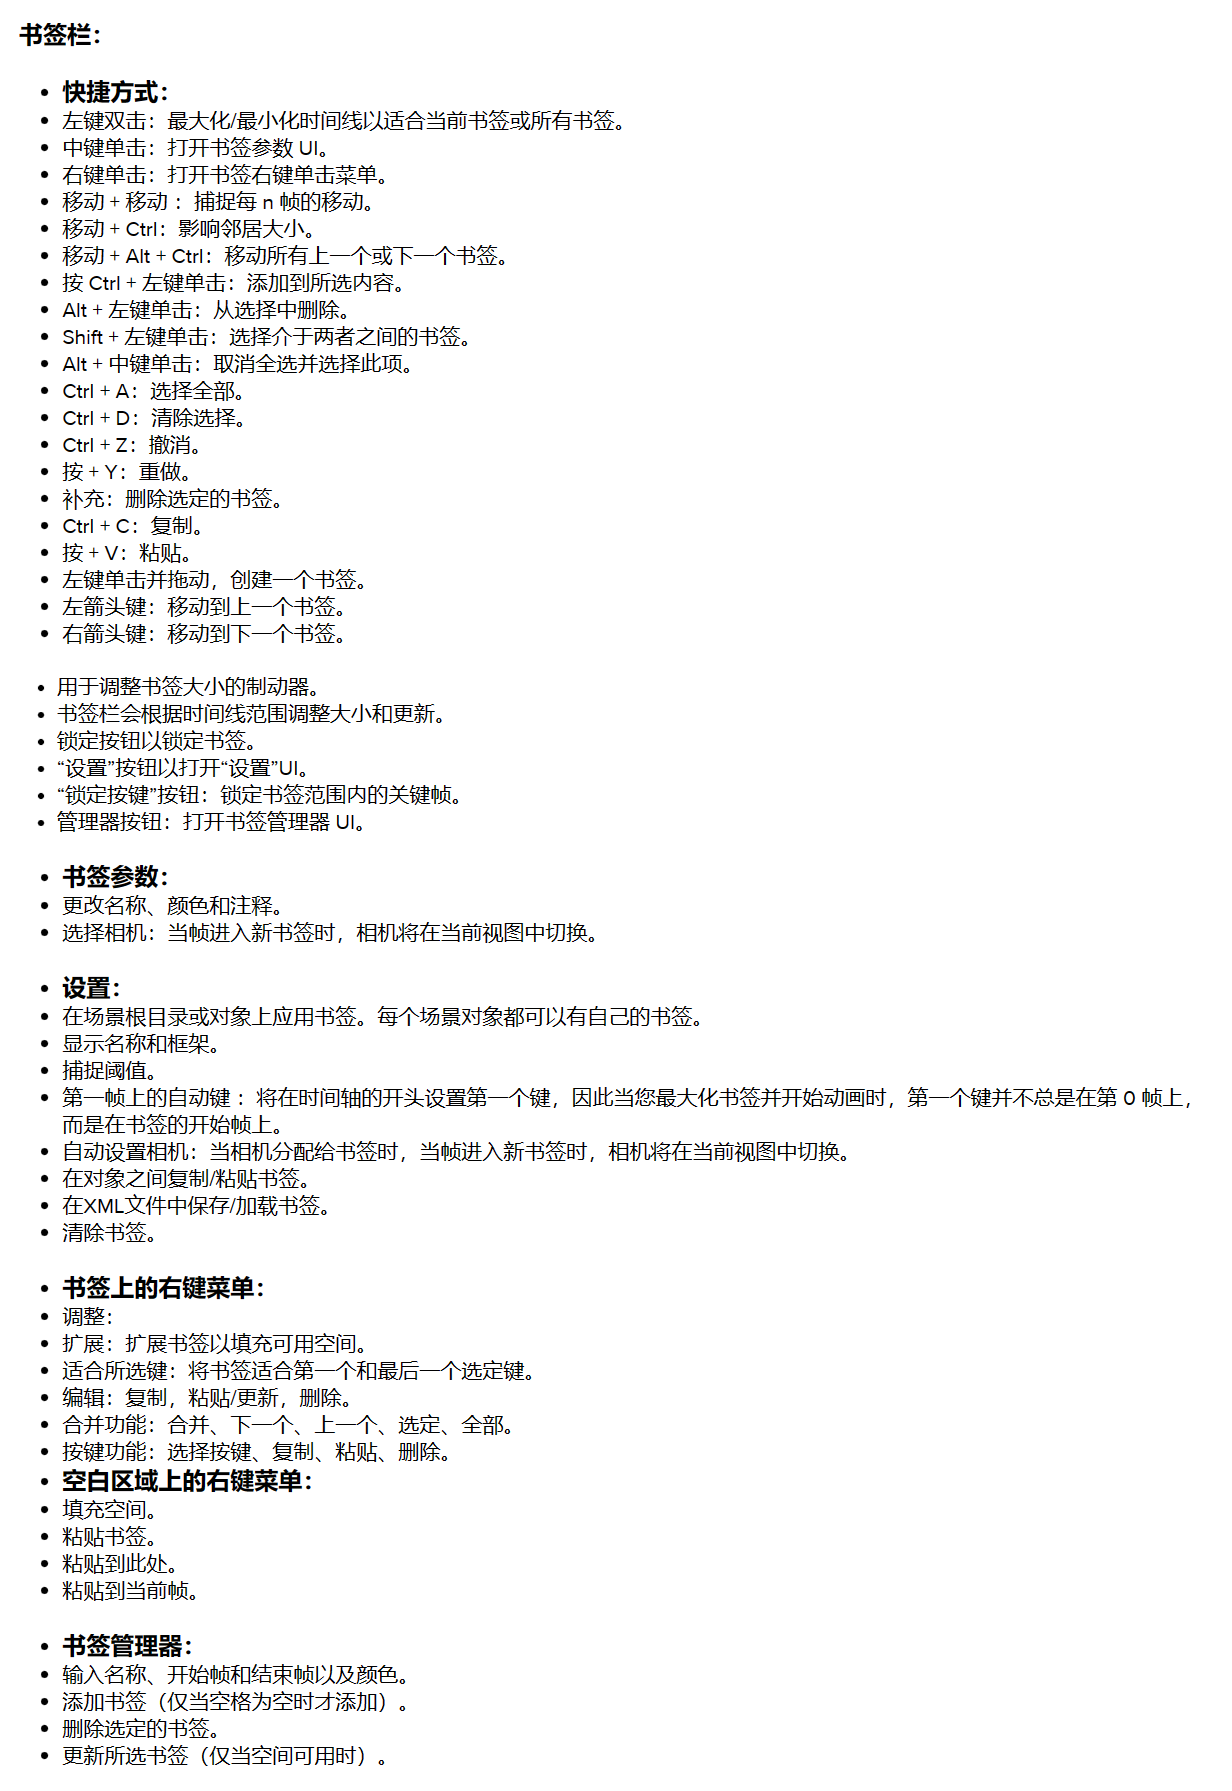 书签栏：
快捷方式：
左键双击：最大化/最小化时间线以适合当前书签或所有书签。
中键单击：打开书签参数 UI。
右键单击：打开书签右键单击菜单。
移动 + 移动 ：捕捉每 n 帧的移动。
移动 + Ctrl：影响邻居大小。
移动 + Alt + Ctrl：移动所有上一个或下一个书签。
按 Ctrl + 左键单击：添加到所选内容。
Alt + 左键单击：从选择中删除。
Shift + 左键单击：选择介于两者之间的书签。
Alt + 中键单击：取消全选并选择此项。
Ctrl + A：选择全部。
Ctrl + D：清除选择。
Ctrl + Z：撤消。
按 + Y：重做。
补充：删除选定的书签。
Ctrl + C：复制。
按 + V：粘贴。
左键单击并拖动，创建一个书签。
左箭头键：移动到上一个书签。
右箭头键：移动到下一个书签。
用于调整书签大小的制动器。
书签栏会根据时间线范围调整大小和更新。
锁定按钮以锁定书签。
“设置”按钮以打开“设置”UI。
“锁定按键”按钮：锁定书签范围内的关键帧。
管理器按钮：打开书签管理器 UI。
书签参数：
更改名称、颜色和注释。
选择相机：当帧进入新书签时，相机将在当前视图中切换。
设置：
在场景根目录或对象上应用书签。每个场景对象都可以有自己的书签。
显示名称和框架。
捕捉阈值。
第一帧上的自动键 ：将在时间轴的开头设置第一个键，因此当您最大化书签并开始动画时，第一个键并不总是在第 0 帧上，
而是在书签的开始帧上。
自动设置相机：当相机分配给书签时，当帧进入新书签时，相机将在当前视图中切换。
在对象之间复制/粘贴书签。
在XML文件中保存/加载书签。
清除书签。
书签上的右键菜单：
调整：
扩展：扩展书签以填充可用空间。
适合所选键：将书签适合第一个和最后一个选定键。
编辑：复制，粘贴/更新，删除。
合并功能：合并、下一个、上一个、选定、全部。
按键功能：选择按键、复制、粘贴、删除。
空白区域上的右键菜单：
填充空间。
粘贴书签。
粘贴到此处。
粘贴到当前帧。
书签管理器：
输入名称、开始帧和结束帧以及颜色。
添加书签（仅当空格为空时才添加）。
删除选定的书签。
更新所选书签（仅当空间可用时）。